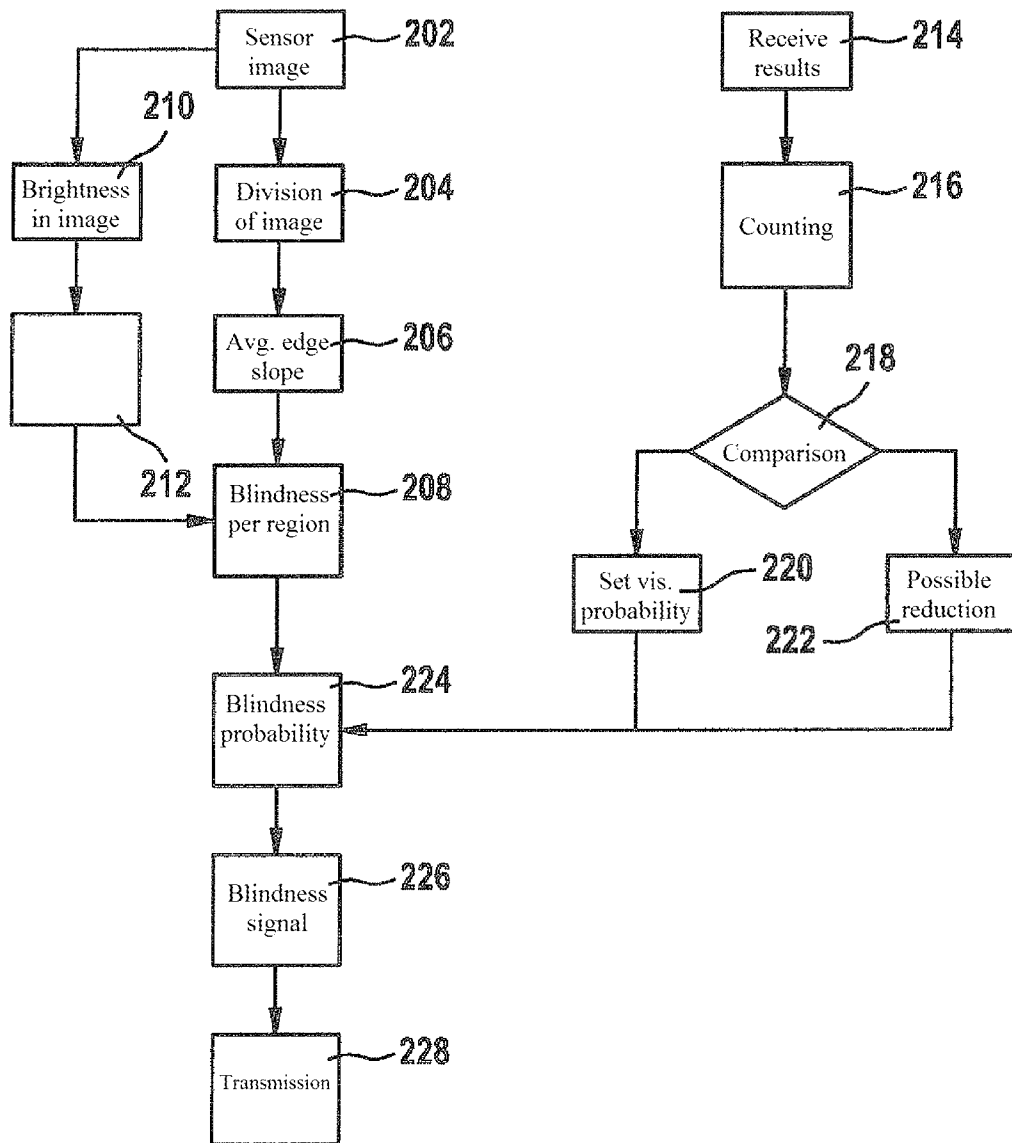 Sensor
image
202
Receive
results
214
210
Brightness
in image
Division
of image
204
Counting
216
Avg. edge
slope
206
212
Blindness
per region
208
Comparison
218
Set vis.
probability
220
Possible
reduction
222
Blindness
probability
224
Blindness
signal
226
Transmission
228